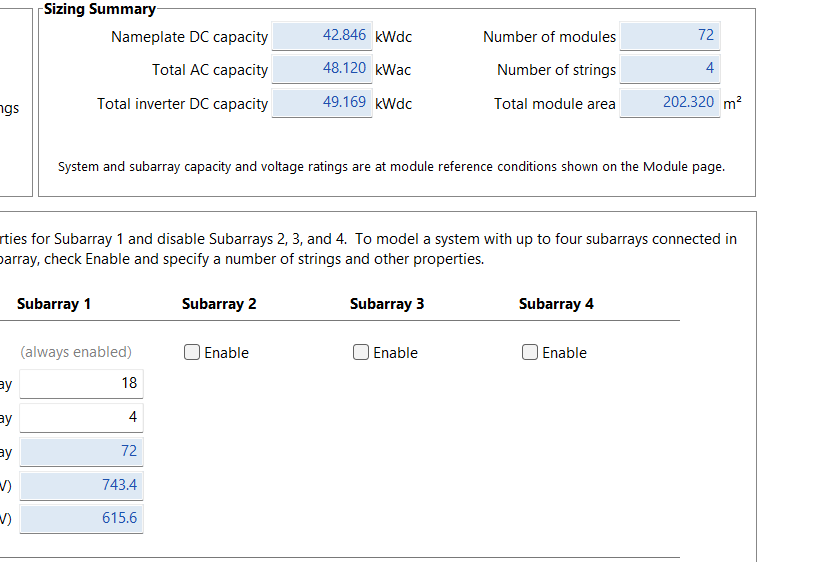 Sizing Summary
Nameplate DC capacity 42.846 kWdc Number of modules 72
Total AC capacity 48.120 kWac Number of strings 4
ngs Total inverter DC capacity 49.169 kWdc Total module area 202.320 m²
System and subarray capacity and voltage ratings are at module reference conditions shown on the Module page.
rties for Subarray 1 and disable Subarrays 2, 3, and 4. To model a system with up to four subarrays connected in
barray, check Enable and specify a number of strings and other properties.
Subarray 1 Subarray 2 Subarray 3 Subarray 4
(always enabled) Enable Enable Enable
ay 18
ay 4
ay 72
V) 743.4
V) 615.6